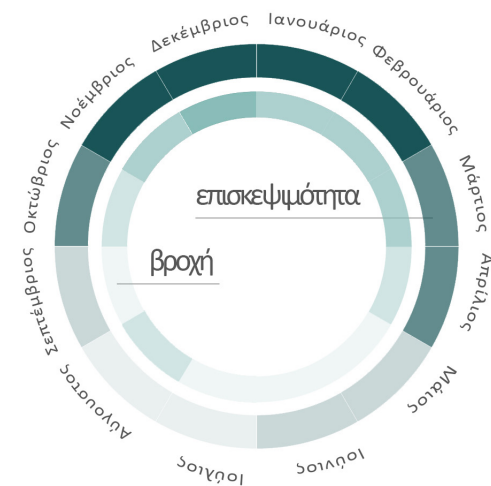 Ιανουάριος
Φεβρουάριος
Μάρτιος
Απρίλιος
Μάιος
Ιούνιος
Ιούλιος
Αύγουστος
Σεπτέμβριος
Οκτώβριος
Νοέμβριος
Δεκέμβριος
επισκεψιμότητα
βροχή